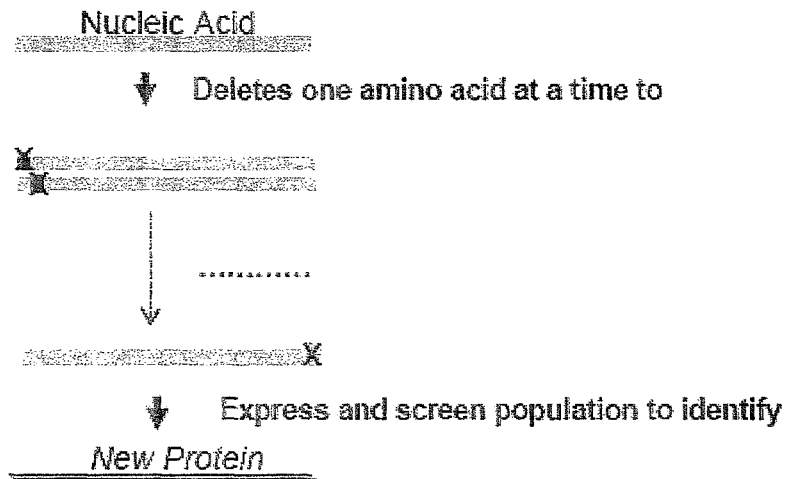 Nucleic Acid
Deletes one amino acid at a time to
Express and screen population to identify
New Protein